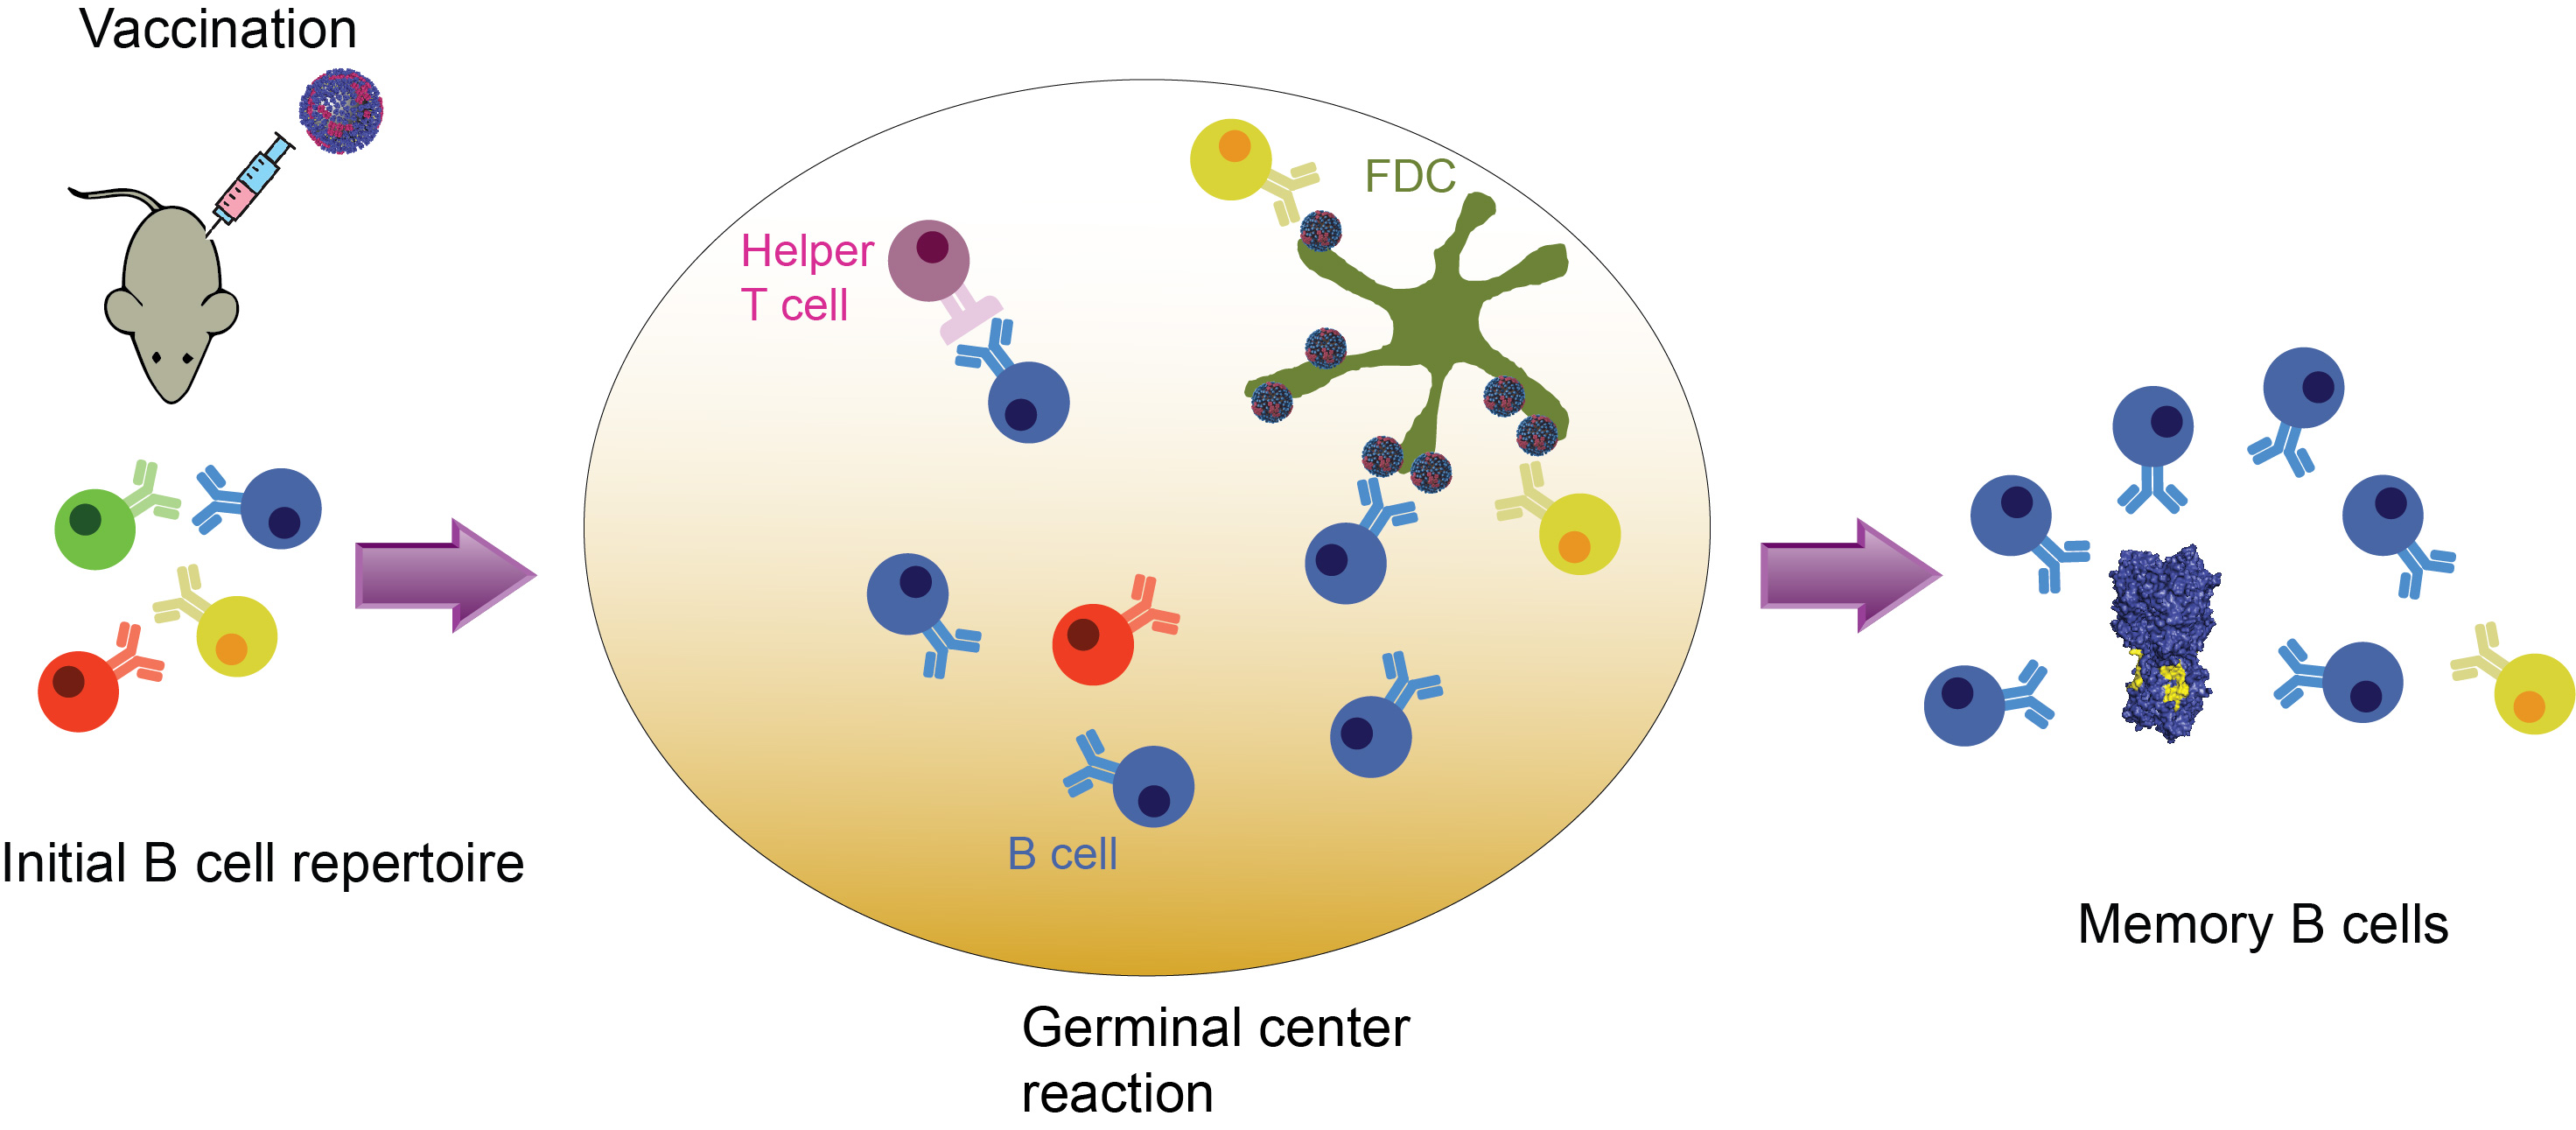 Vaccination
FDC
Helper
T cell
B cell
Initial B cell repertoire
Memory B cells
Germinal center
reaction